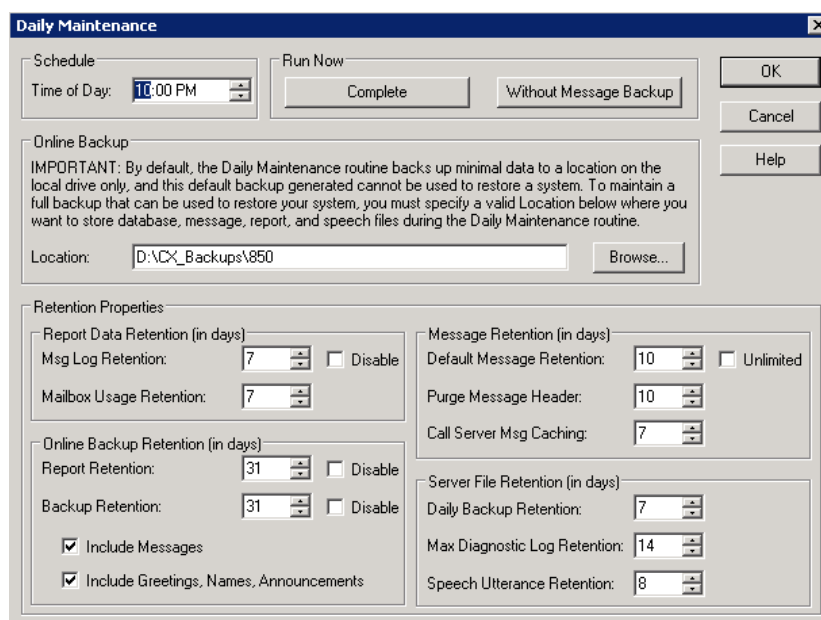 Daily Maintenance
Schedule
Time of Day: 10:00 PM
Run Now
Complete
Without Message Backup
OK
Cancel
Help
Online Backup
IMPORTANT: By default, the Daily Maintenance routine backs up minimal data to a location on the
local drive only, and this default backup generated cannot be used to restore a system. To maintain a
full backup that can be used to restore your system, you must specify a valid Location below where you
want to store database, message, report, and speech files during the Daily Maintenance routine.
Location: D:\CX_Backups\850
Browse...
Retention Properties
Report Data Retention (in days)
Msg Log Retention: 7 Disable
Mailbox Usage Retention: 7
Online Backup Retention (in days)
Report Retention: 31 Disable
Backup Retention: 31 Disable
Include Messages
Include Greetings, Names, Announcements
Message Retention (in days)
Default Message Retention: 10 Unlimited
Purge Message Header: 10
Call Server Msg Caching: 7
Server File Retention (in days)
Daily Backup Retention: 7
Max Diagnostic Log Retention: 14
Speech Utterance Retention: 8